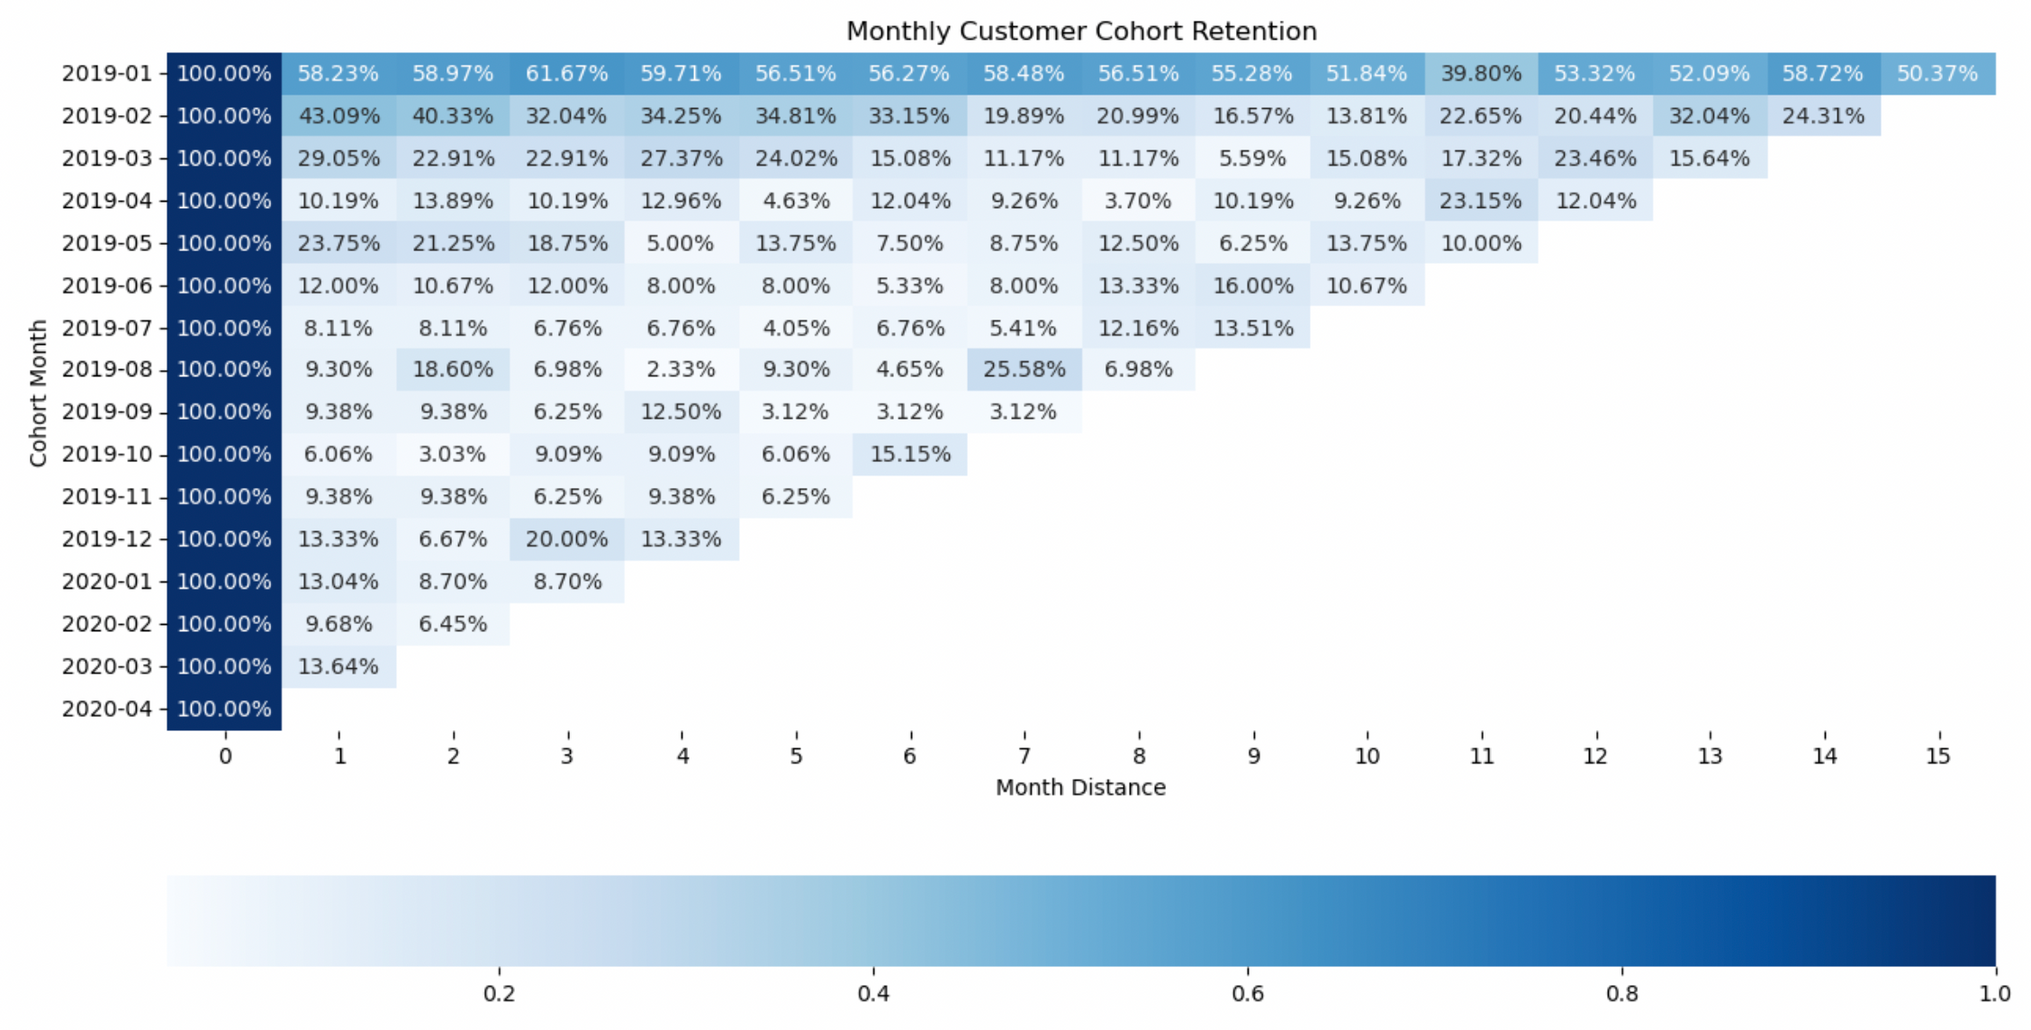 Monthly Customer Cohort Retention
2019-01 100.00% 58.23% 58.97% 61.67% 59.71% 56.51% 56.27% 58.48% 56.51% 55.28% 51.84% 39.80% 53.32% 52.09% 58.72% 50.37%
2019-02 100.00% 43.09% 40.33% 32.04% 34.25% 34.81% 33.15% 19.89% 20.99% 16.57% 13.81% 22.65% 20.44% 32.04% 24.31%
2019-03 100.00% 29.05% 22.91% 22.91% 27.37% 24.02% 15.08% 11.17% 11.17% 5.59% 15.08% 17.32% 23.46% 15.64%
2019-04 100.00% 10.19% 13.89% 10.19% 12.96% 4.63% 12.04% 9.26% 3.70% 10.19% 9.26% 23.15% 12.04%
2019-05 100.00% 23.75% 21.25% 18.75% 5.00% 13.75% 7.50% 8.75% 12.50% 6.25% 13.75% 10.00%
2019-06 100.00% 12.00% 10.67% 12.00% 8.00% 8.00% 5.33% 8.00% 13.33% 16.00% 10.67%
2019-07 100.00% 8.11% 8.11% 6.76% 6.76% 4.05% 6.76% 5.41% 12.16% 13.51%
2019-08 100.00% 9.30% 18.60% 6.98% 2.33% 9.30% 4.65% 25.58% 6.98%
2019-09 100.00% 9.38% 9.38% 6.25% 12.50% 3.12% 3.12% 3.12%
2019-10 100.00% 6.06% 3.03% 9.09% 9.09% 6.06% 15.15%
2019-11 100.00% 9.38% 9.38% 6.25% 9.38% 6.25%
2019-12 100.00% 13.33% 6.67% 20.00% 13.33%
2020-01 100.00% 13.04% 8.70% 8.70%
2020-02 100.00% 9.68% 6.45%
2020-03 100.00% 13.64%
2020-04 100.00%
Cohort Month
0 1 2 3 4 5 6 7 8 9 10 11 12 13 14 15
Month Distance
0.2 0.4 0.6 0.8 1.0